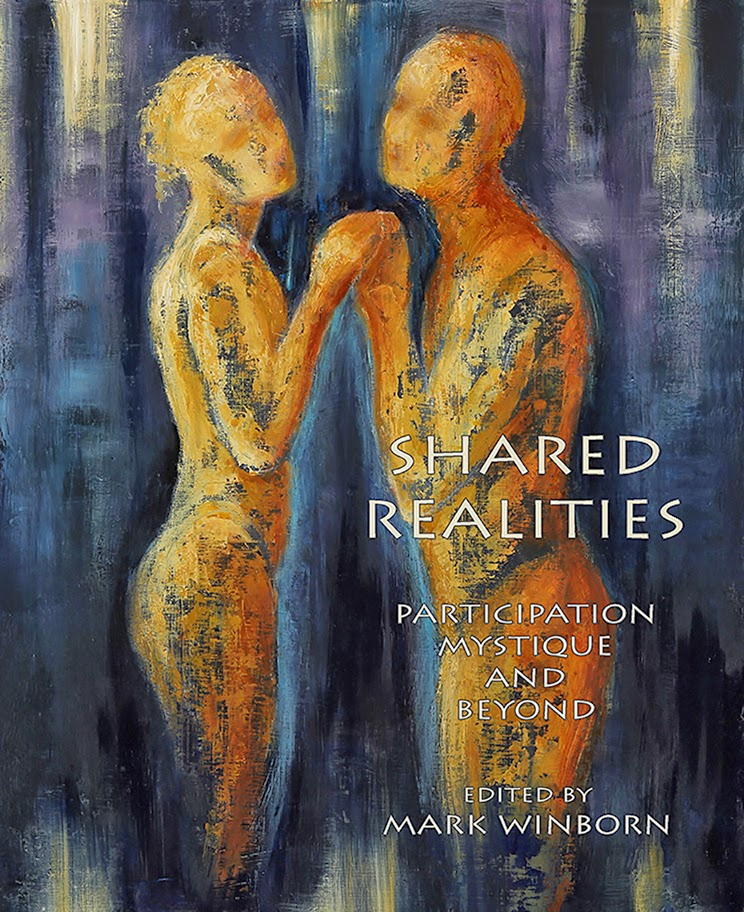 SHARED
REALITIES
PARTICIPATION
MYSTIQUE
AND
BEYOND
EDITED BY
MARK WINBORN